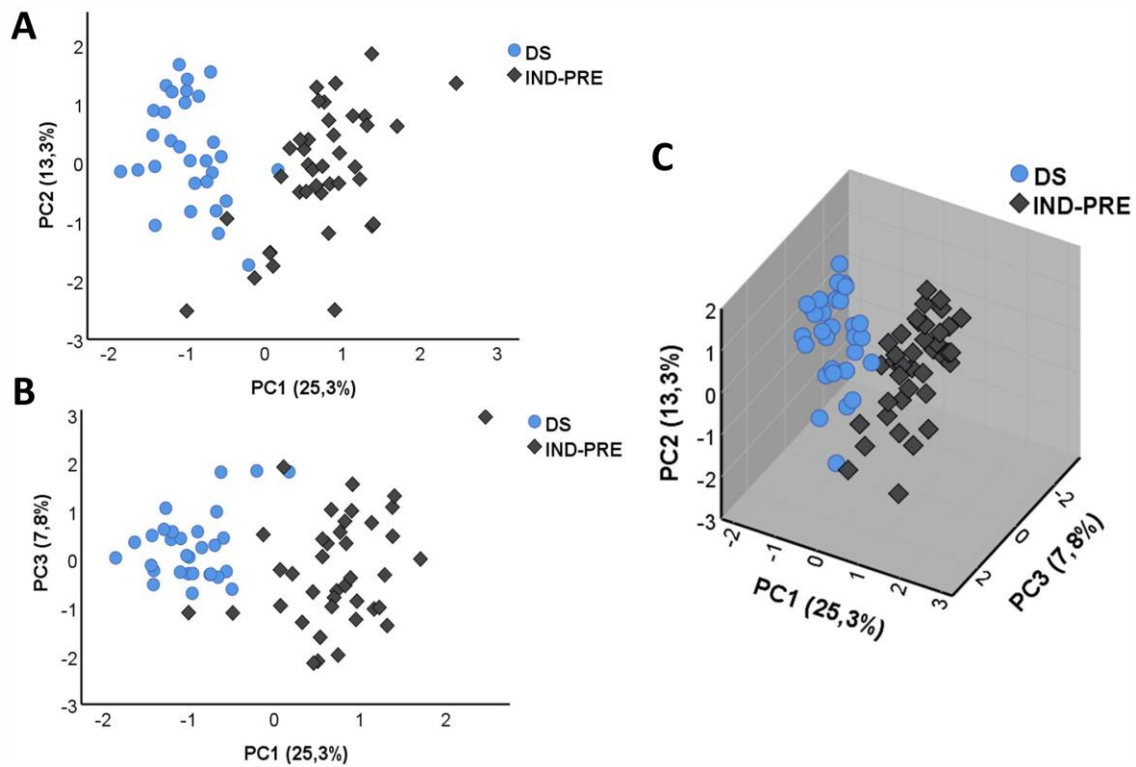 A
2
1
0
-1
-2
-3
PC2 (13,3%)
-2
-1
0
1
2
3
PC1 (25,3%)
DS
IND-PRE
B
3
2
1
0
-1
-2
-3
PC3 (7,8%)
-2
-1
0
1
2
PC1 (25,3%)
DS
IND-PRE
C
DS
IND-PRE
2
1
0
-1
-2
-3
PC2 (13,3%)
-2
-1
0
1
2
3
PC1 (25,3%)
-2
0
2
PC3 (7,8%)